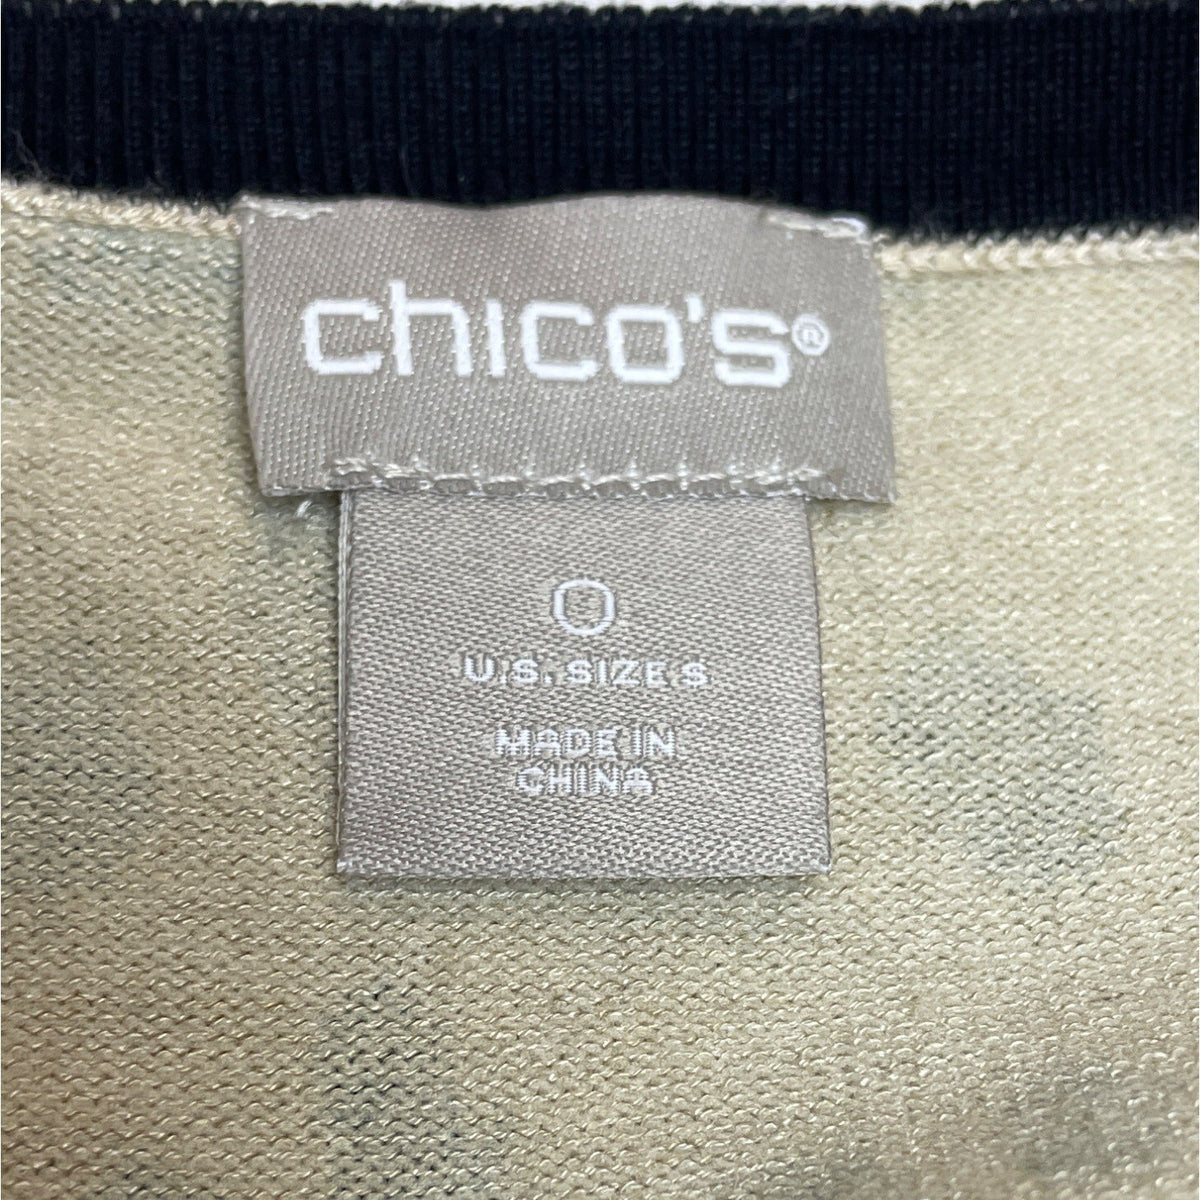 chico's®
0
U.S. SIZE S
MADE IN
CHINA